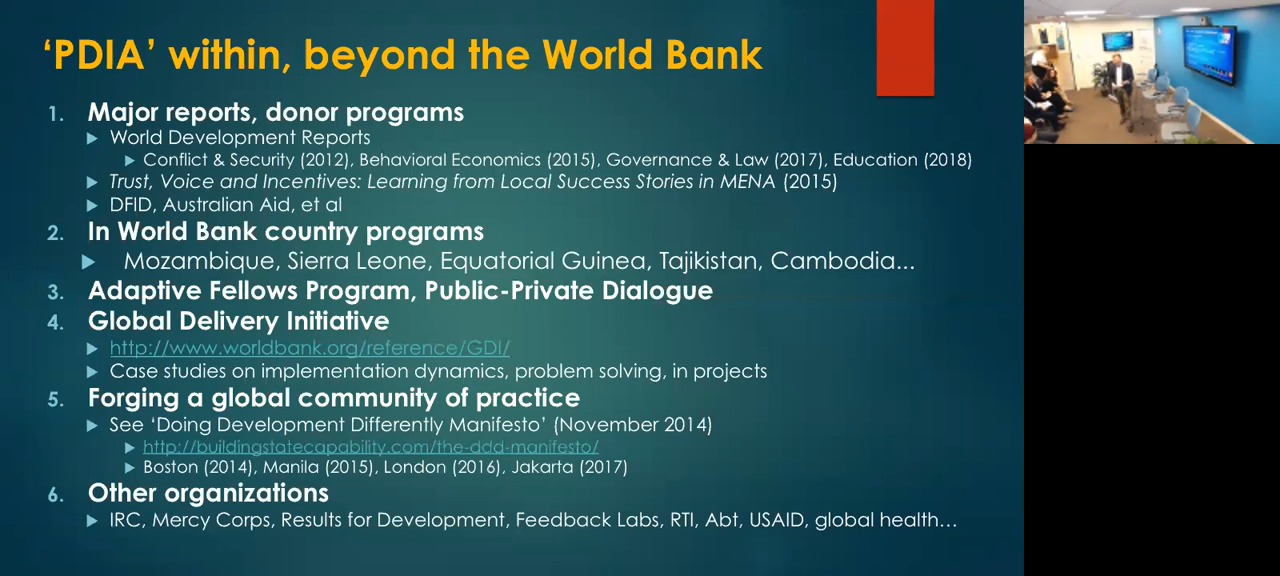 ‘PDIA’ within, beyond the World Bank
1. Major reports, donor programs
World Development Reports
Conflict & Security (2012), Behavioral Economics (2015), Governance & Law (2017), Education (2018)
Trust, Voice and Incentives: Learning from Local Success Stories in MENA (2015)
DFID, Australian Aid, et al
2. In World Bank country programs
Mozambique, Sierra Leone, Equatorial Guinea, Tajikistan, Cambodia...
3. Adaptive Fellows Program, Public-Private Dialogue
4. Global Delivery Initiative
http://www.worldbank.org/reference/GDI/
Case studies on implementation dynamics, problem solving, in projects
5. Forging a global community of practice
See ‘Doing Development Differently Manifesto’ (November 2014)
http://buildingstatecapability.com/the-ddd-manifesto/
Boston (2014), Manila (2015), London (2016), Jakarta (2017)
6. Other organizations
IRC, Mercy Corps, Results for Development, Feedback Labs, RTI, Abt, USAID, global health…